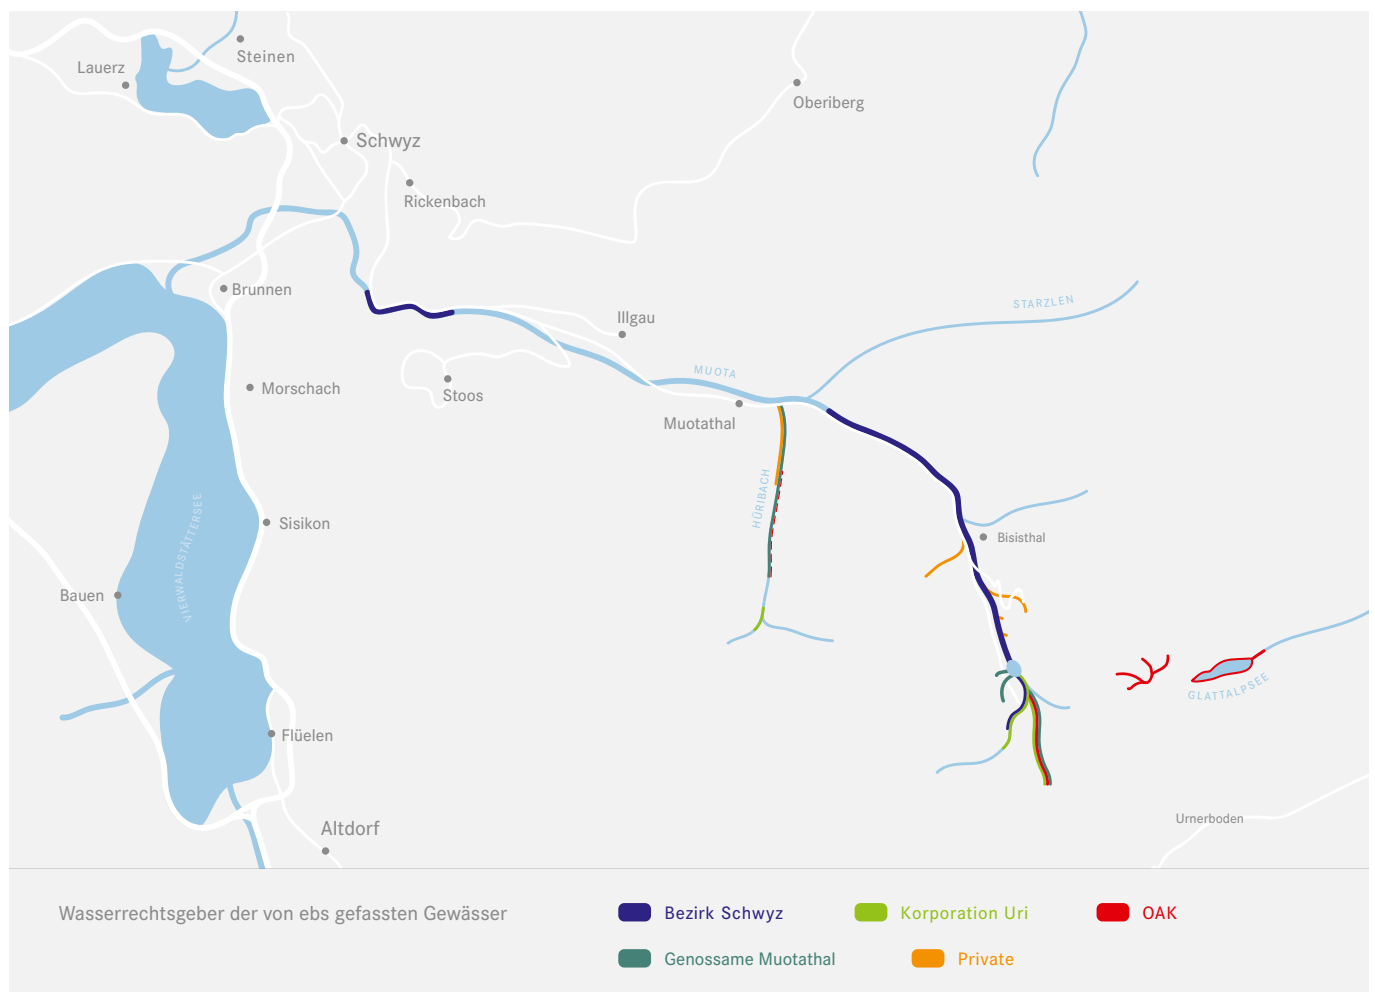 Steinen
Lauerz
Oberiberg
Schwyz
Rickenbach
Brunnen
STARZLEN
Illgau
MUOTA
Morschach
Stoos
Muotathal
HÜRIBACH
VIERWALDSTÄTTERSEE
Sisikon
Bisisthal
Bauen
GLATTALPSEE
Flüelen
Urnerboden
Altdorf
Wasserrechtsgeber der von ebs gefassten Gewässer
Bezirk Schwyz
Korporation Uri
OAK
Genossame Muotathal
Private